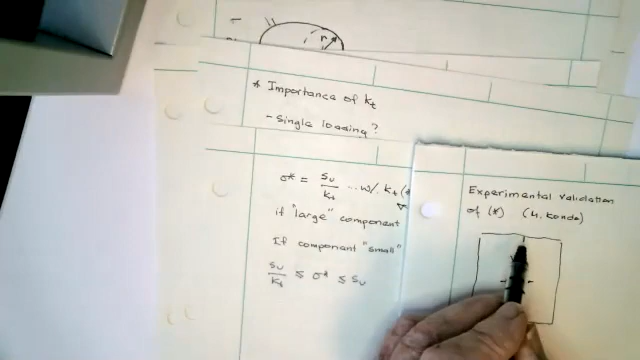 r
* Importance of kt
- Single loading?
σ* = Su/kt ... w/. kt (*
if "large" component
If component "small"
Su/kt ≤ σ* ≤ Su
Experimental validation
of (*)